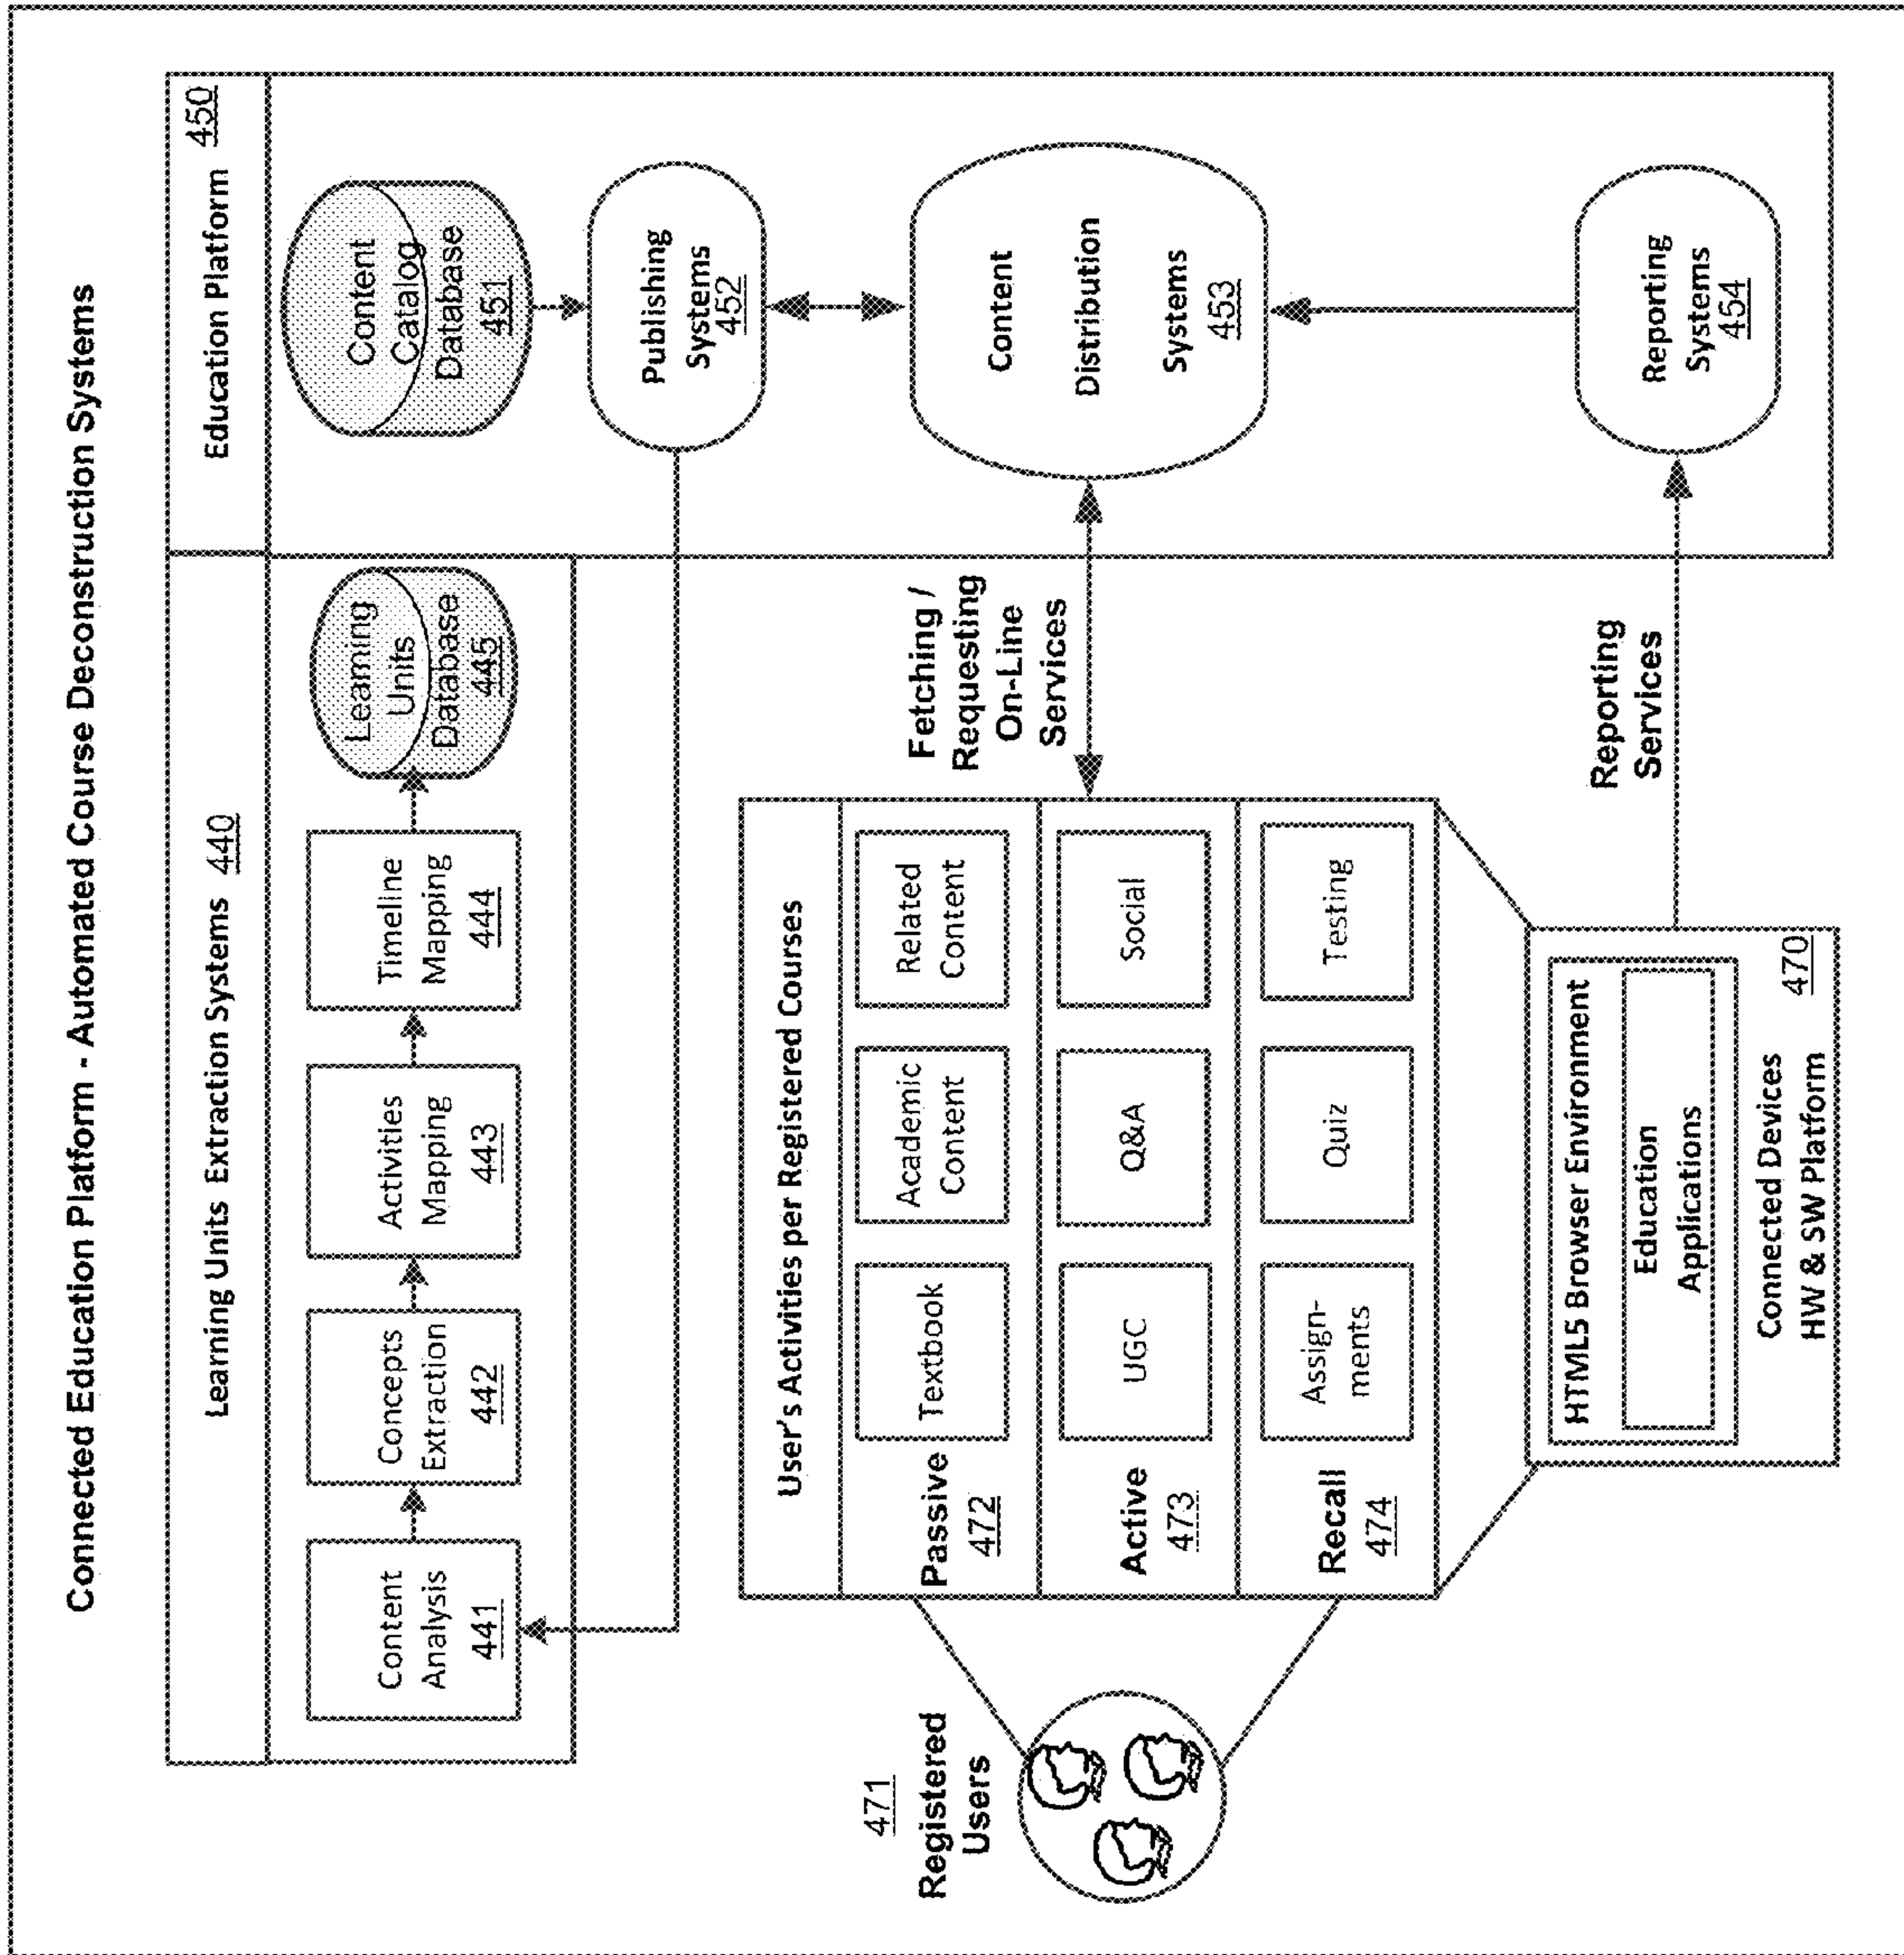 Connected Education Platform - Automated Course Deconstruction Systems
Learning Units Extraction Systems 440
Education Platform 450
Content
Analysis
441
Concepts
Extraction
442
Activities
Mapping
443
Timeline
Mapping
444
Learning
Units
Database
445
Content
Catalog
Database
451
Publishing
Systems
452
Content
Distribution
Systems
453
Reporting
Systems
454
Fetching /
Requesting
On-Line
Services
Reporting
Services
471
Registered
Users
User's Activities per Registered Courses
Passive
472
Textbook
Academic
Content
Related
Content
Active
473
UGC
Q&A
Social
Recall
474
Assign-
ments
Quiz
Testing
HTML5 Browser Environment
Education
Applications
Connected Devices
HW & SW Platform
470